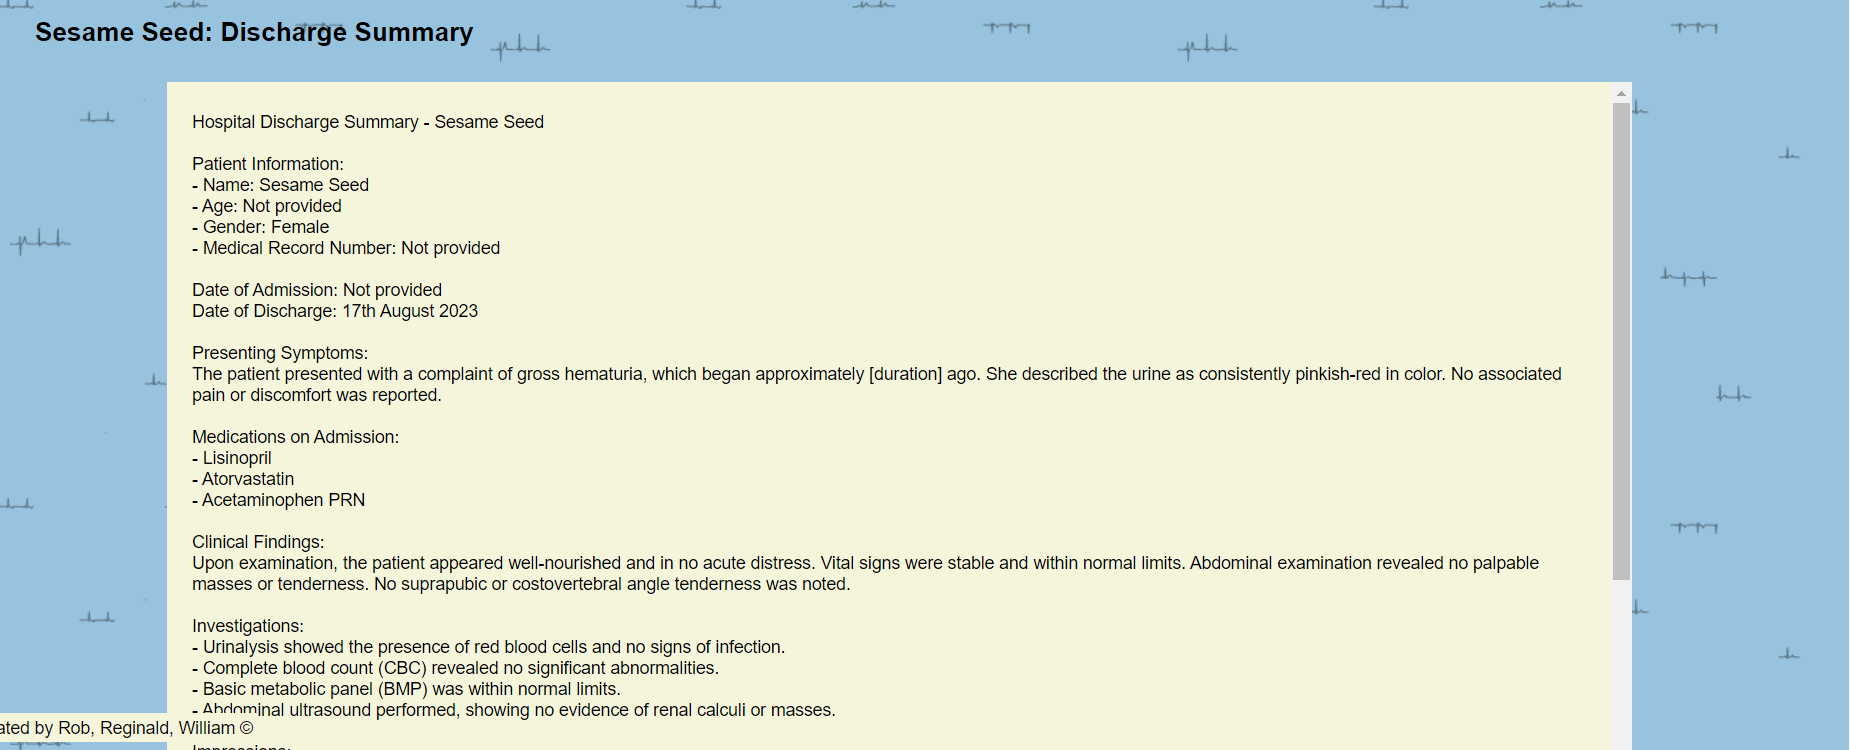 Sesame Seed: Discharge Summary
Hospital Discharge Summary - Sesame Seed
Patient Information:
- Name: Sesame Seed
- Age: Not provided
- Gender: Female
- Medical Record Number: Not provided
Date of Admission: Not provided
Date of Discharge: 17th August 2023
Presenting Symptoms:
The patient presented with a complaint of gross hematuria, which began approximately [duration] ago. She described the urine as consistently pinkish-red in color. No associated
pain or discomfort was reported.
Medications on Admission:
- Lisinopril
- Atorvastatin
- Acetaminophen PRN
Clinical Findings:
Upon examination, the patient appeared well-nourished and in no acute distress. Vital signs were stable and within normal limits. Abdominal examination revealed no palpable
masses or tenderness. No suprapubic or costovertebral angle tenderness was noted.
Investigations:
- Urinalysis showed the presence of red blood cells and no signs of infection.
- Complete blood count (CBC) revealed no significant abnormalities.
- Basic metabolic panel (BMP) was within normal limits.
- Abdominal ultrasound performed, showing no evidence of renal calculi or masses.
ated by Rob, Reginald, William ©